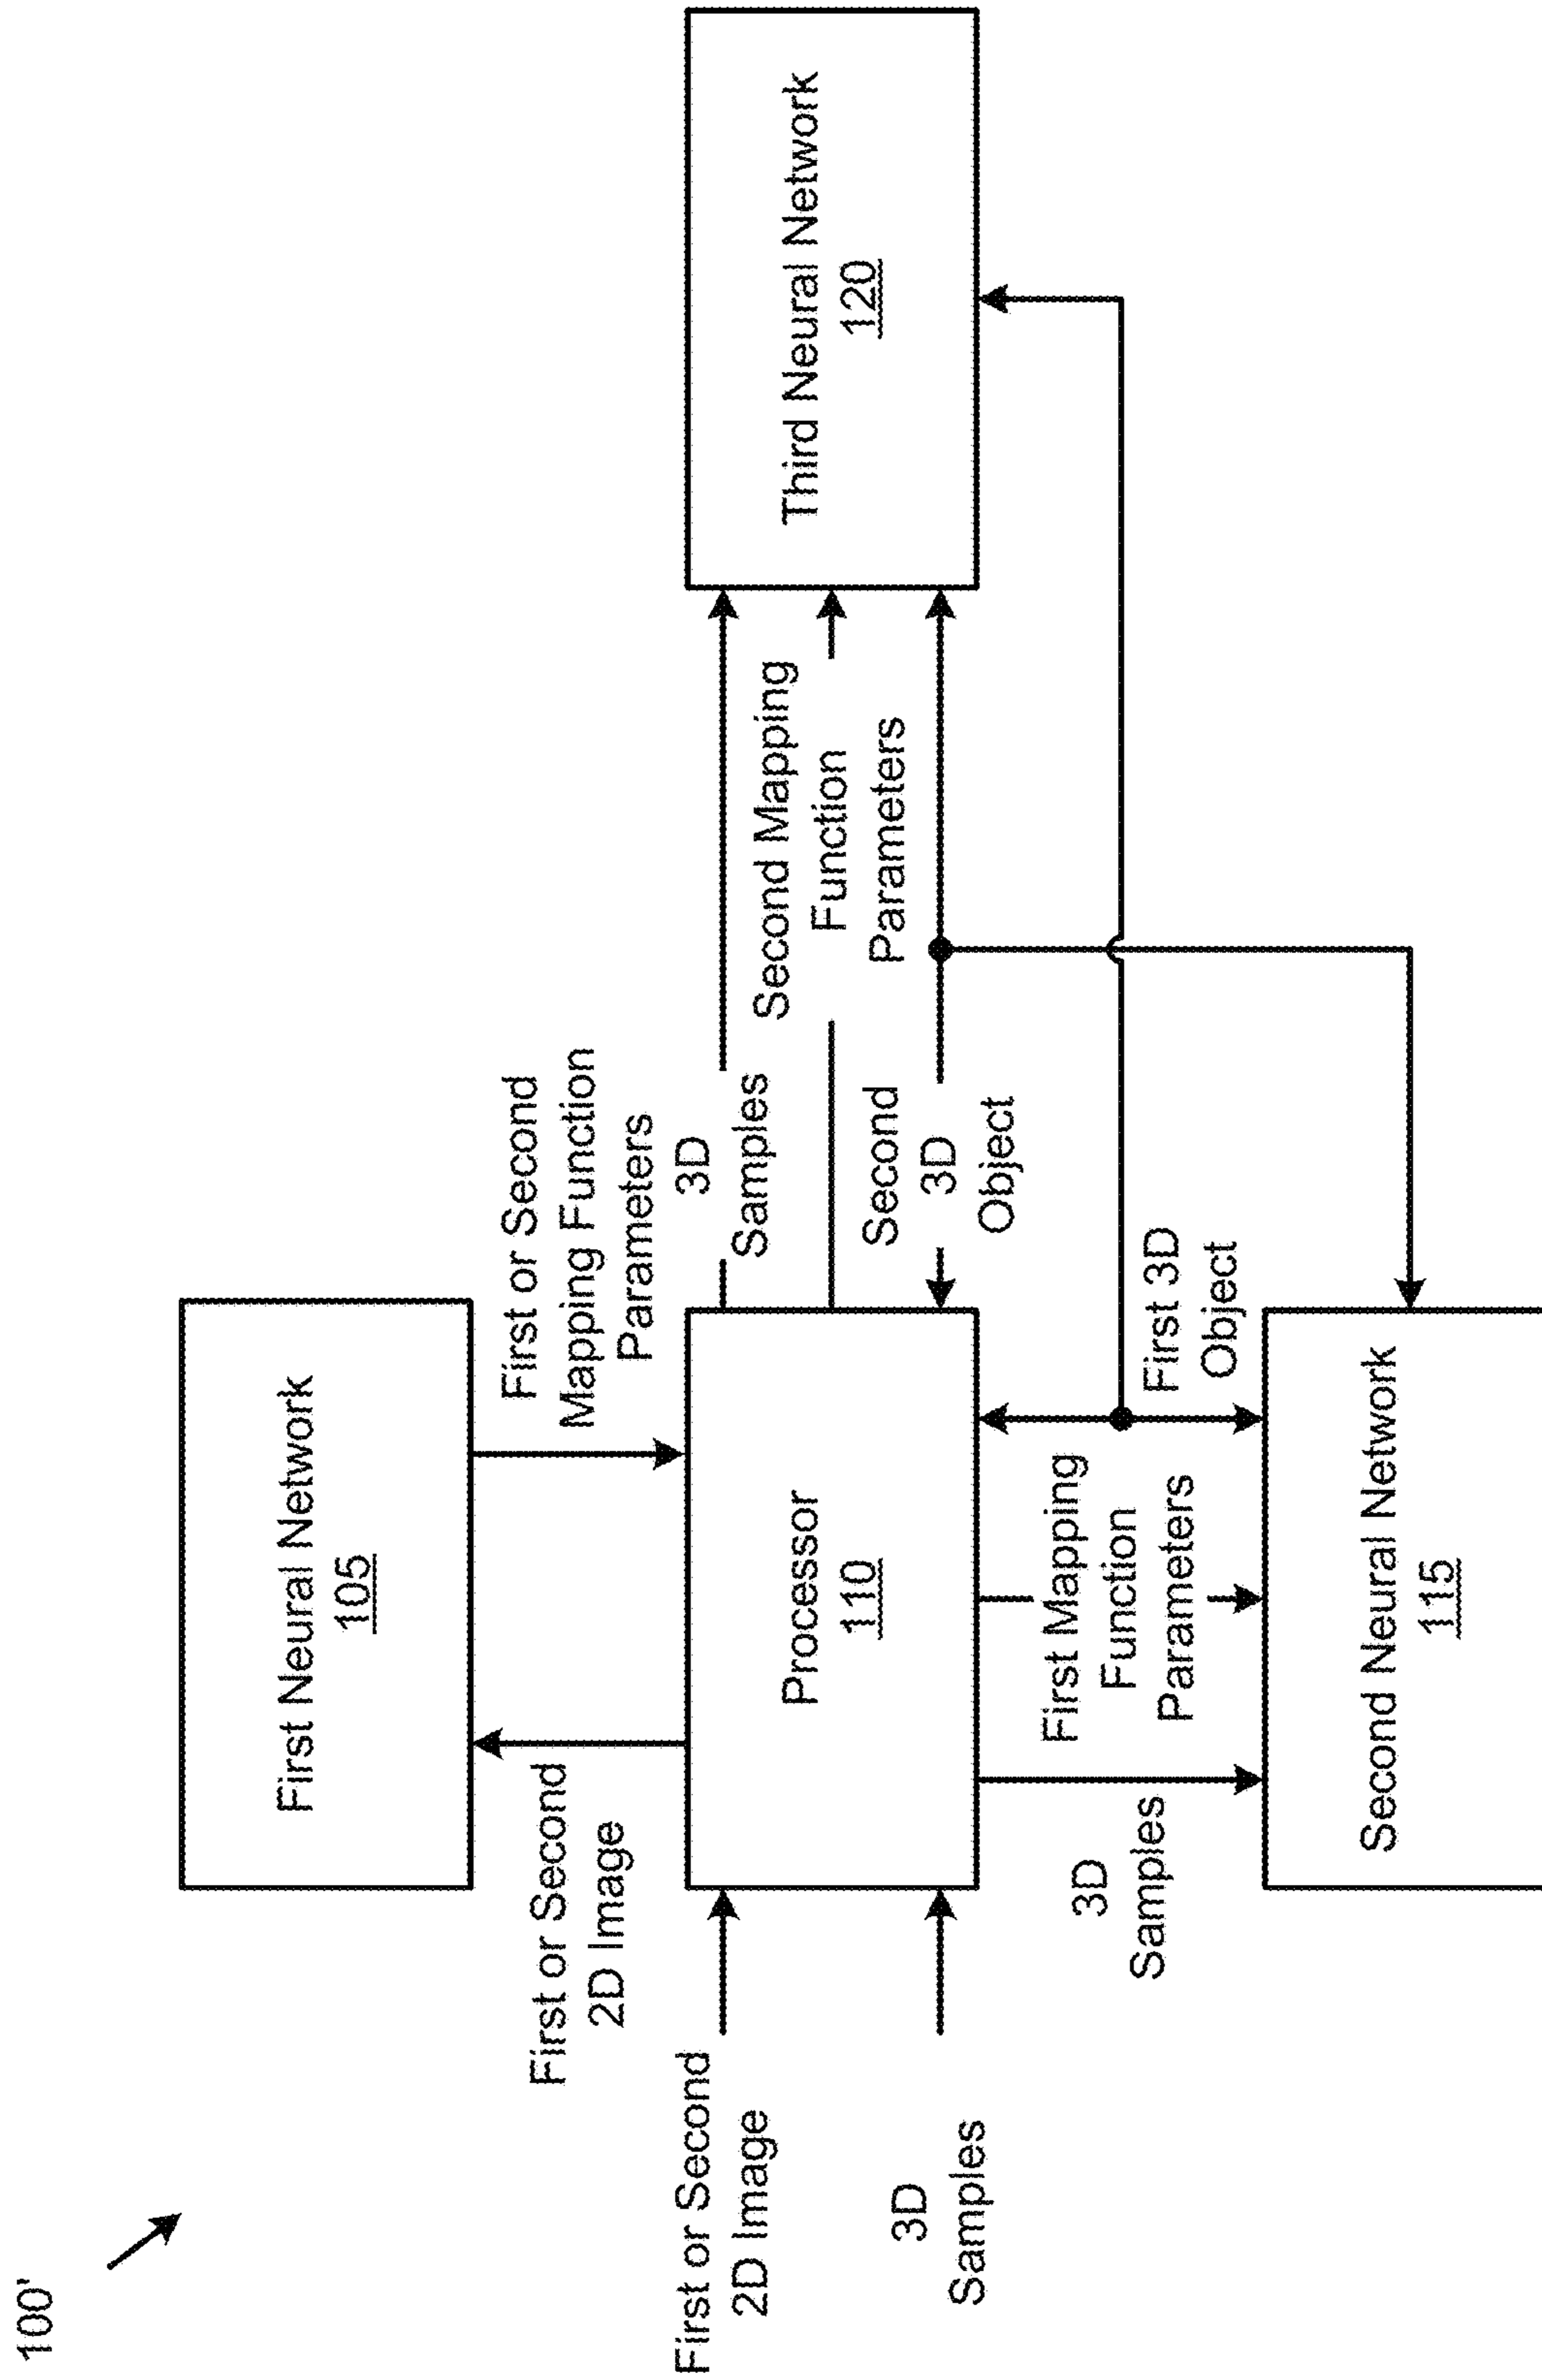 100'
First Neural Network
105
First or Second
2D Image
First or Second
Mapping Function
Parameters
First or Second
2D Image
3D
Samples
Processor
110
3D
Samples
Second Mapping
Function
Parameters
Second
3D
Object
Third Neural Network
120
3D
Samples
First Mapping
Function
Parameters
First 3D
Object
Second Neural Network
115